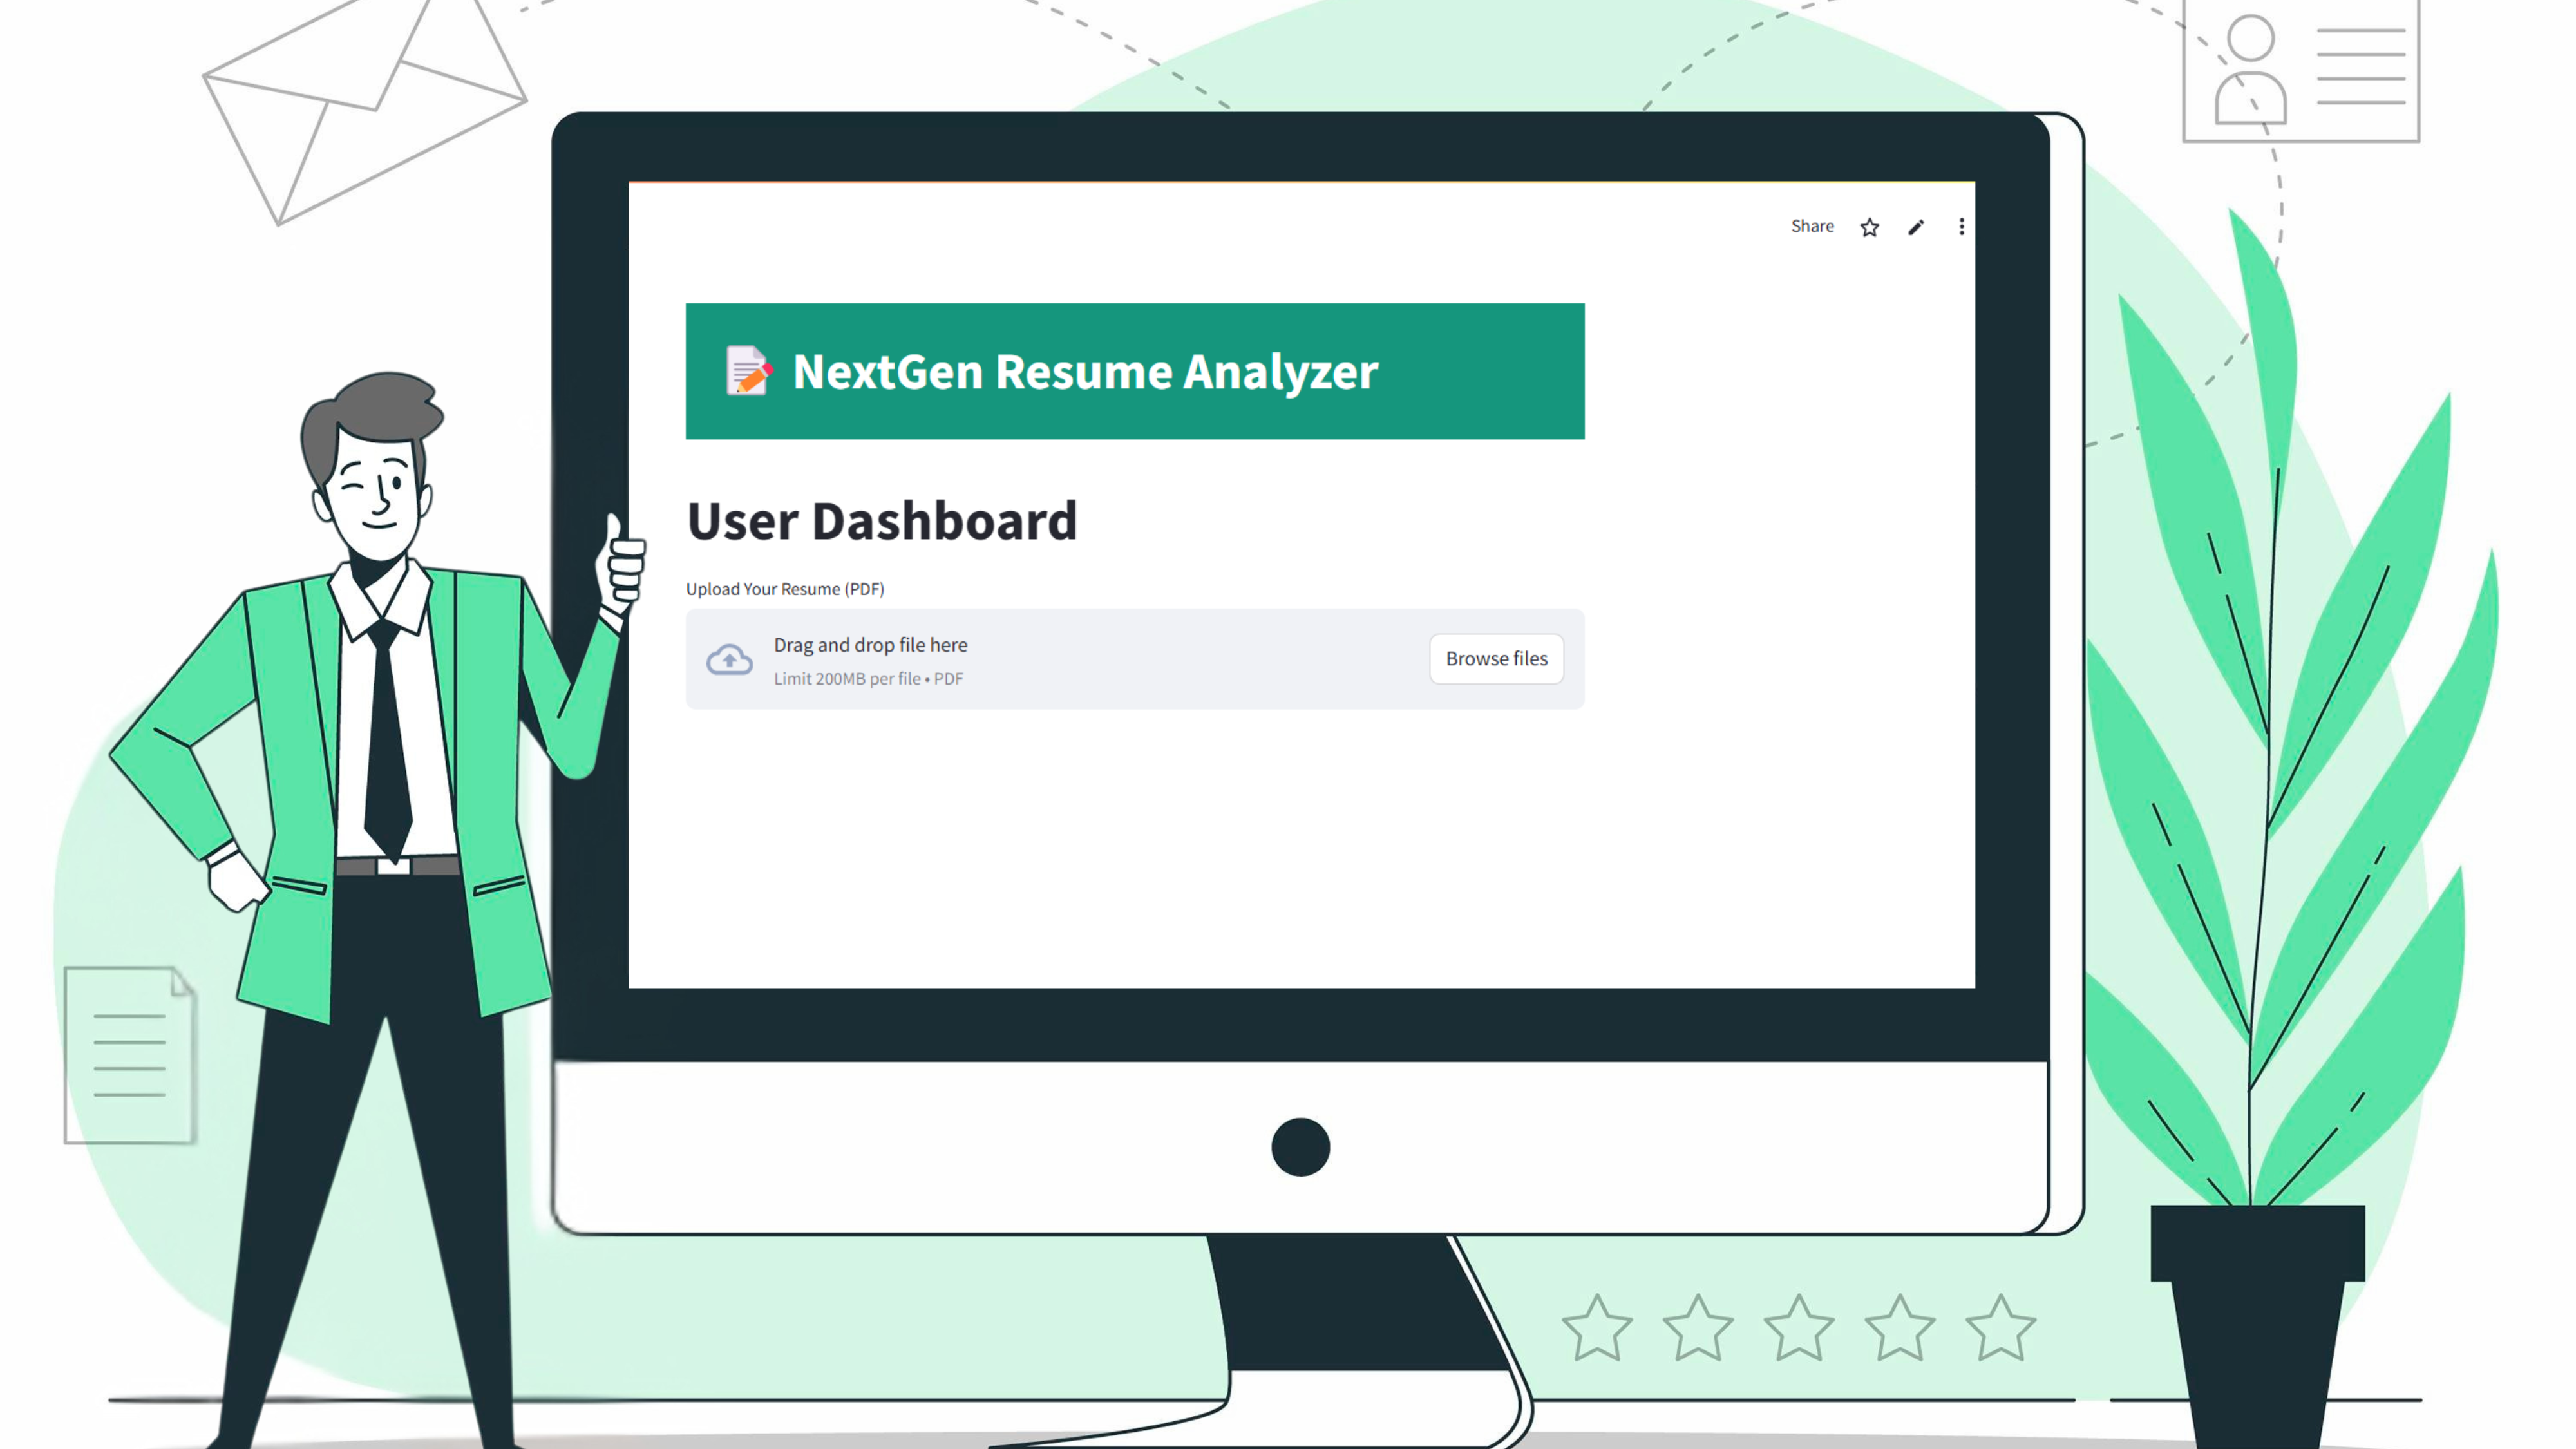 Share
NextGen Resume Analyzer
User Dashboard
Upload Your Resume (PDF)
Drag and drop file here
Limit 200MB per file • PDF
Browse files